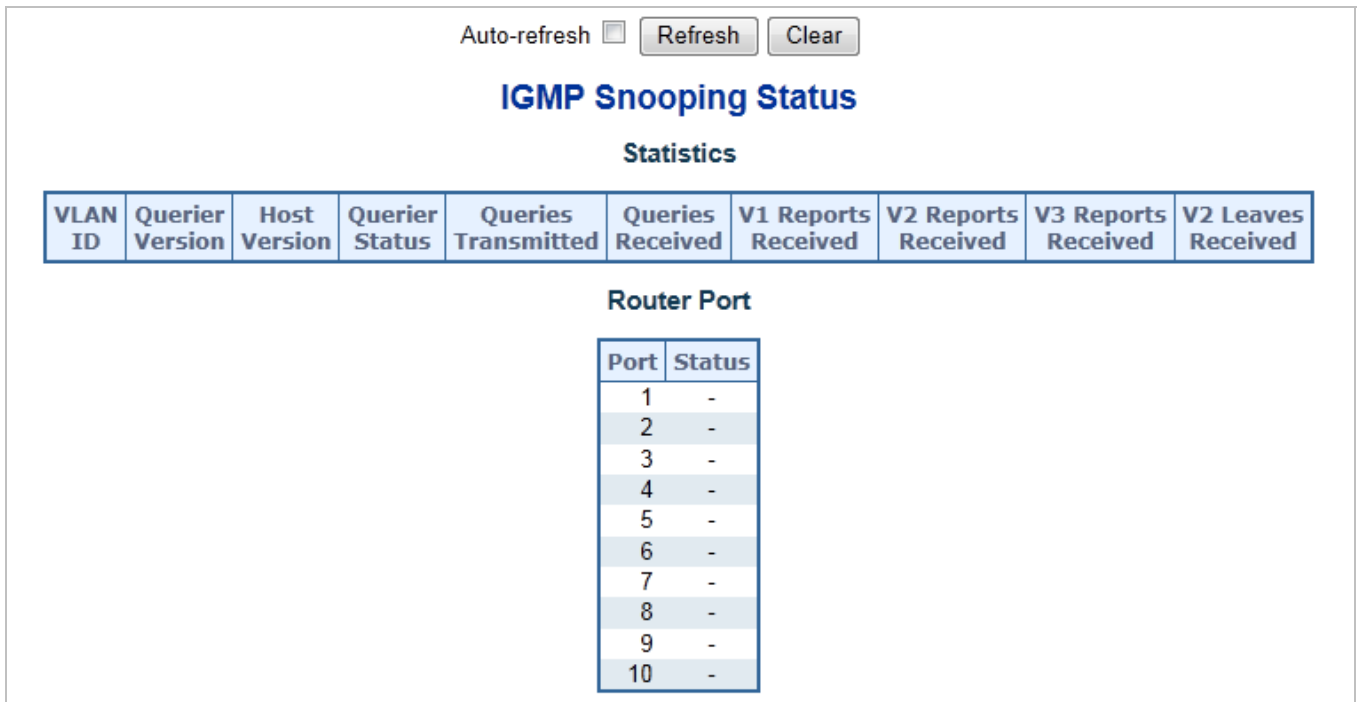 Auto-refresh Refresh Clear
IGMP Snooping Status
Statistics
VLAN ID Querier Version Host Version Querier Status Queries Transmitted Queries Received V1 Reports Received V2 Reports Received V3 Reports Received V2 Leaves Received
Router Port
Port Status
1 -
2 -
3 -
4 -
5 -
6 -
7 -
8 -
9 -
10 -